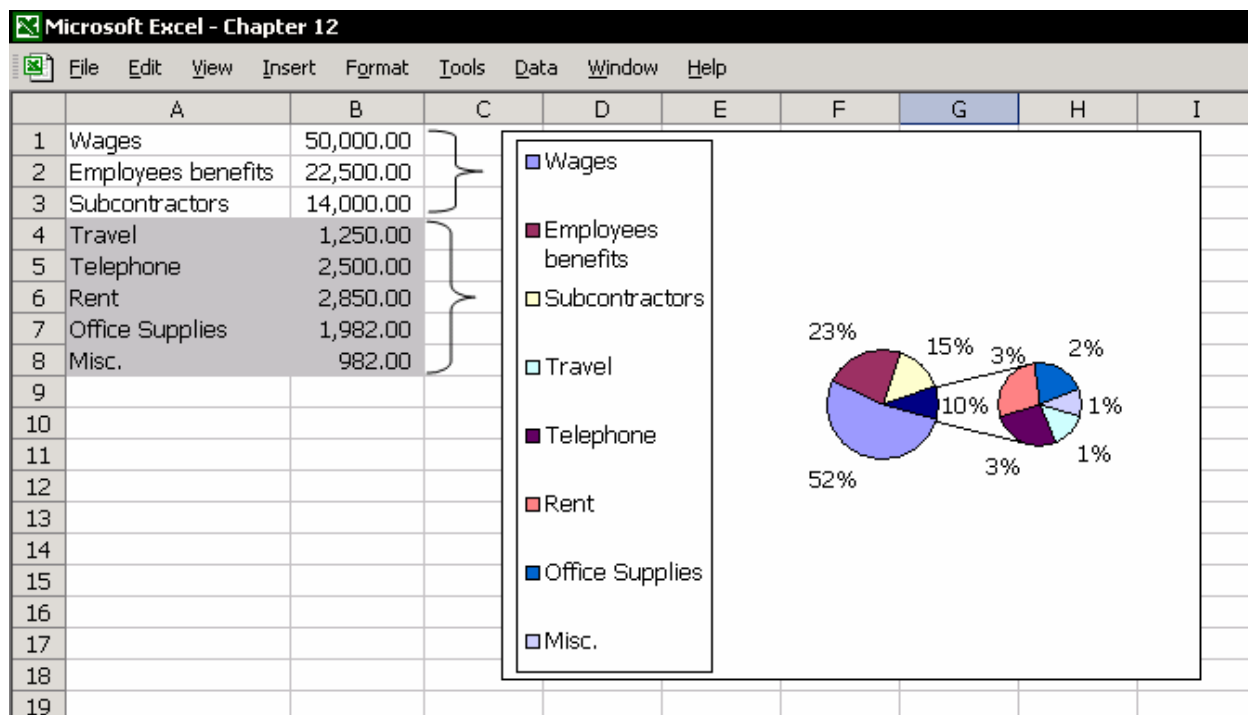 Microsoft Excel - Chapter 12
File Edit View Insert Format Tools Data Window Help
A B C D E F G H I
1 Wages 50,000.00
2 Employees benefits 22,500.00
3 Subcontractors 14,000.00
4 Travel 1,250.00
5 Telephone 2,500.00
6 Rent 2,850.00
7 Office Supplies 1,982.00
8 Misc. 982.00
9
10
11
12
13
14
15
16
17
18
19
Wages
Employees
benefits
Subcontractors
Travel
Telephone
Rent
Office Supplies
Misc.
23%
15%
3%
2%
10%
1%
1%
3%
52%